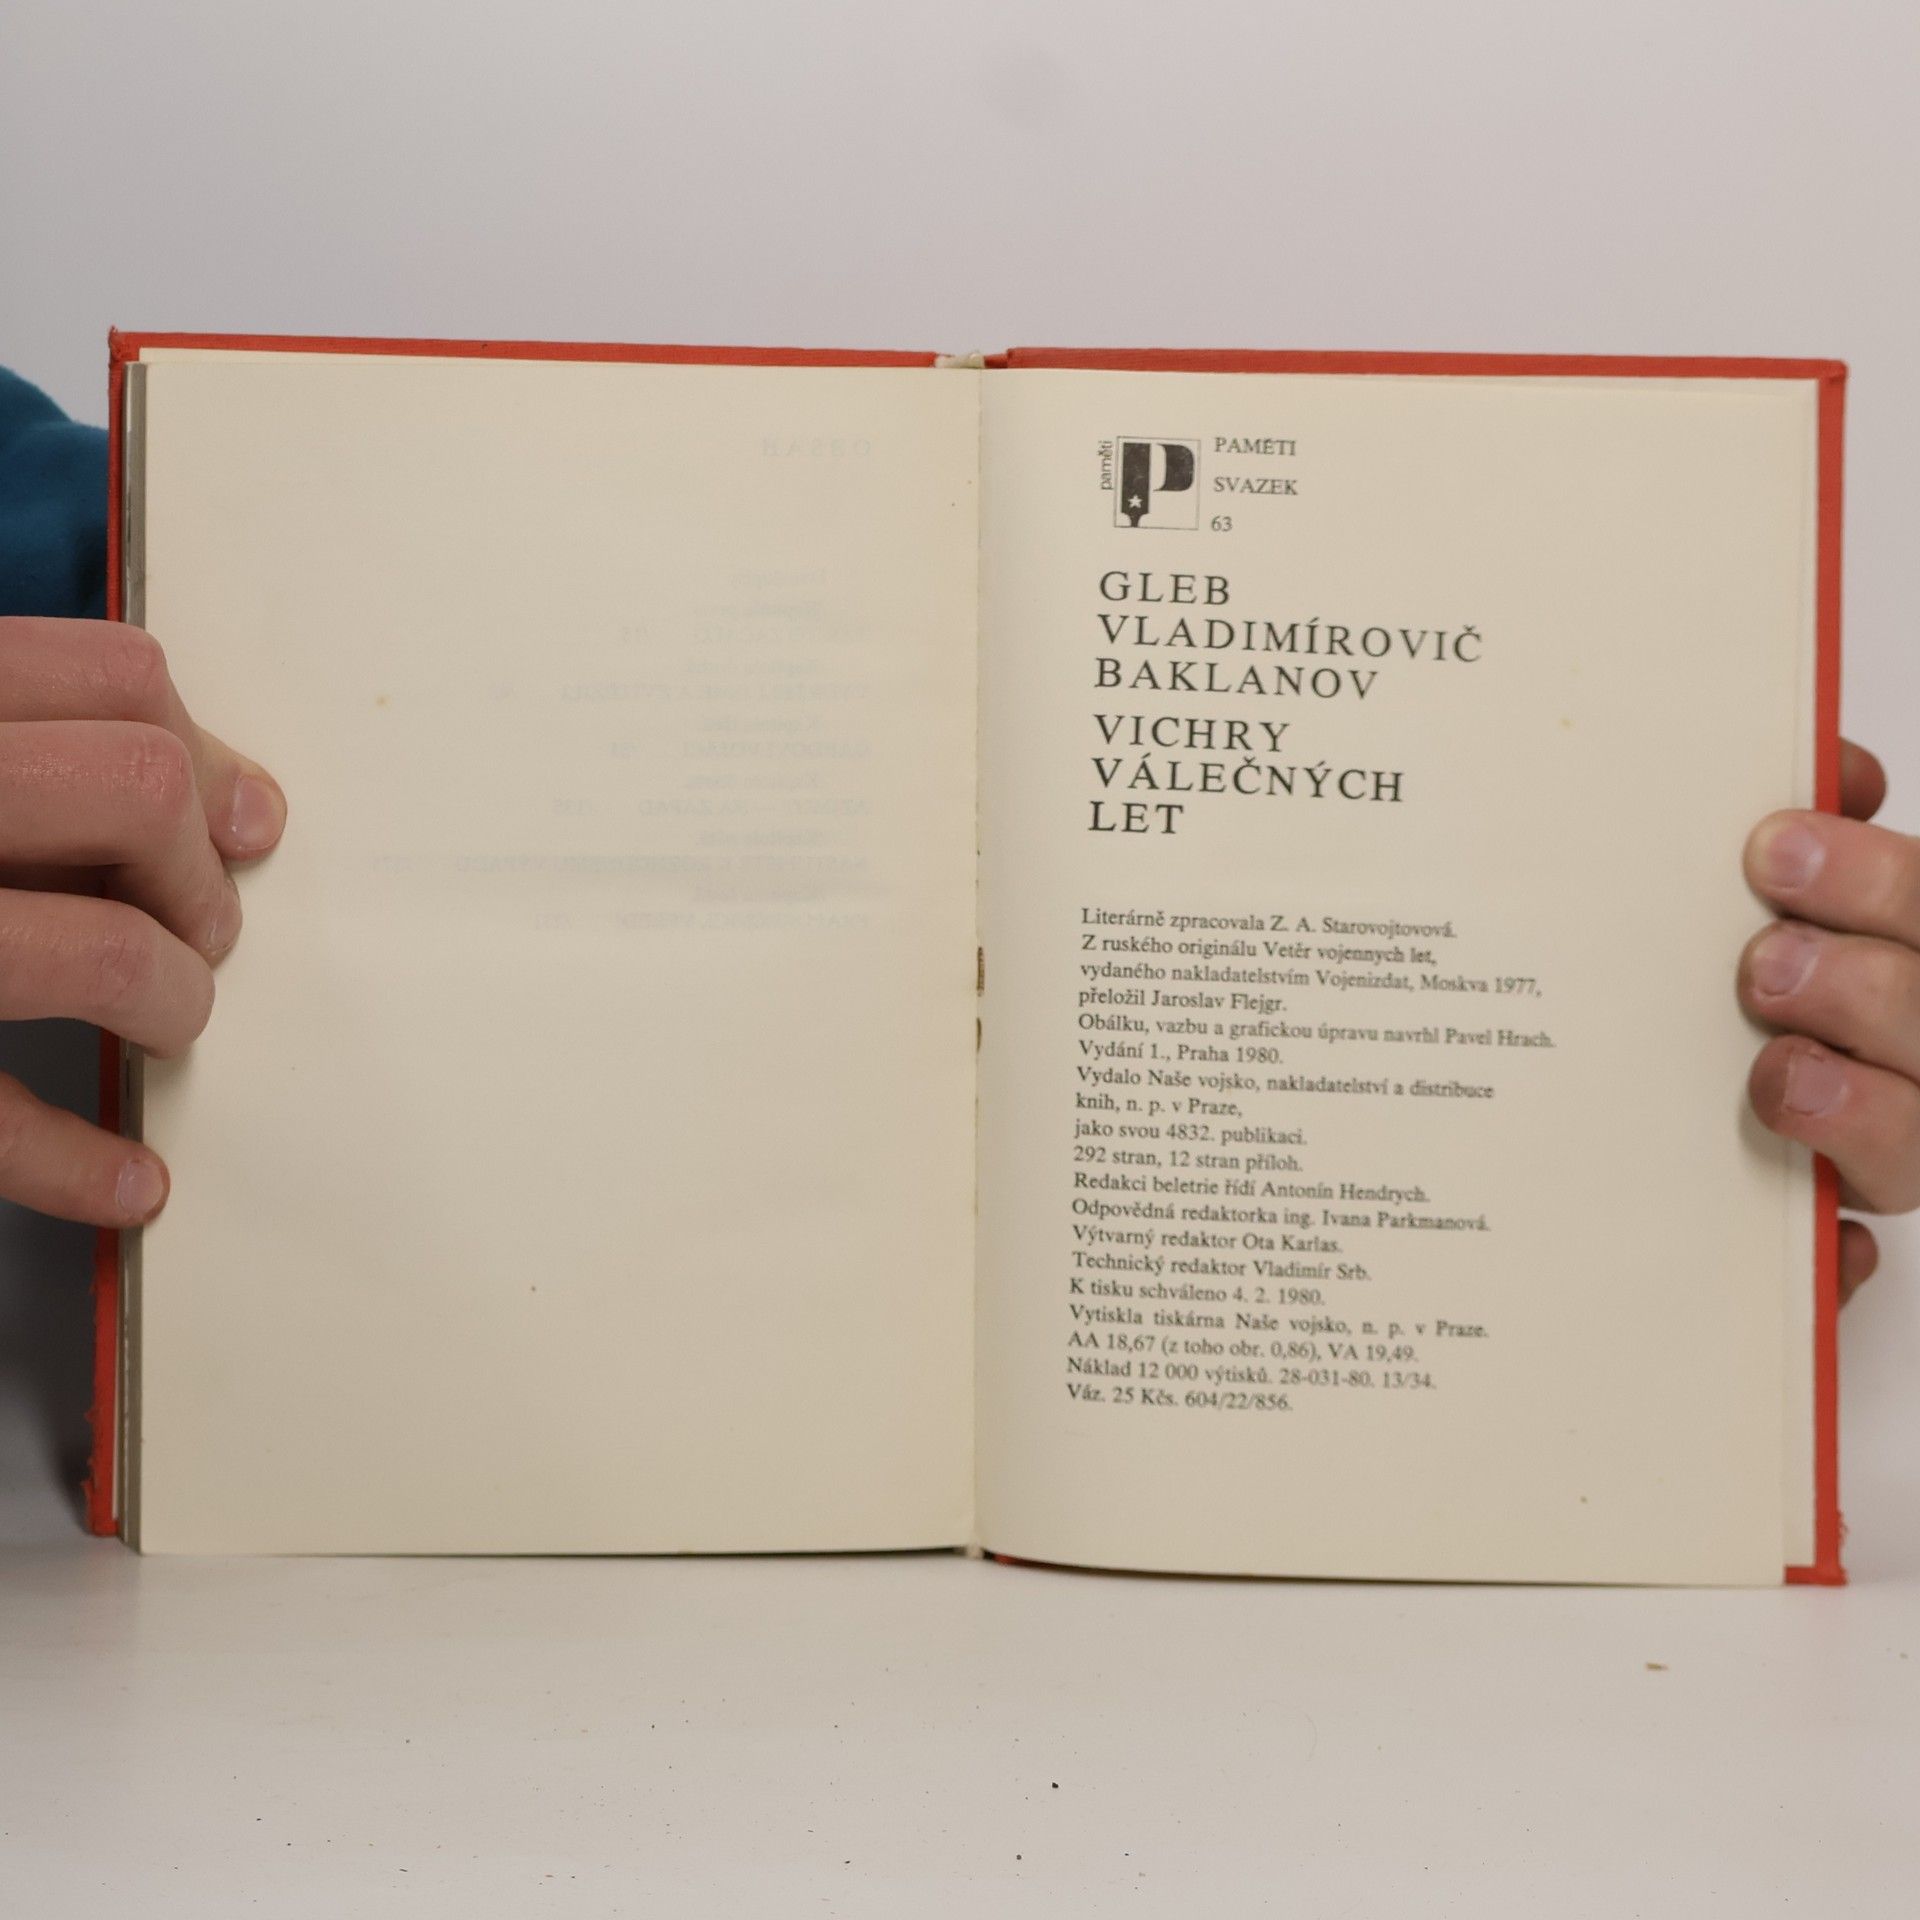 OBSAH
paměti
PAMĚTI
SVAZEK
63
GLEB
VLADIMÍROVIČ
BAKLANOV
VICHRY
VÁLEČNÝCH
LET
Literárně zpracovala Z. A. Starovojtovová.
Z ruského originálu Vetěr vojennych let,
vydaného nakladatelstvím Vojenizdat, Moskva 1977,
přeložil Jaroslav Flejgr.
Obálku, vazbu a grafickou úpravu navrhl Pavel Hrach.
Vydání 1., Praha 1980.
Vydalo Naše vojsko, nakladatelství a distribuce
knih, n. p. v Praze,
jako svou 4832. publikaci.
292 stran, 12 stran příloh.
Redakci beletrie řídí Antonín Hendrych.
Odpovědná redaktorka ing. Ivana Parkmanová.
Výtvarný redaktor Ota Karlas.
Technický redaktor Vladimír Srb.
K tisku schváleno 4. 2. 1980.
Vytiskla tiskárna Naše vojsko, n. p. v Praze.
AA 18,67 (z toho obr. 0,86), VA 19,49.
Náklad 12 000 výtisků. 28-031-80. 13/34.
Váz. 25 Kčs. 604/22/856.